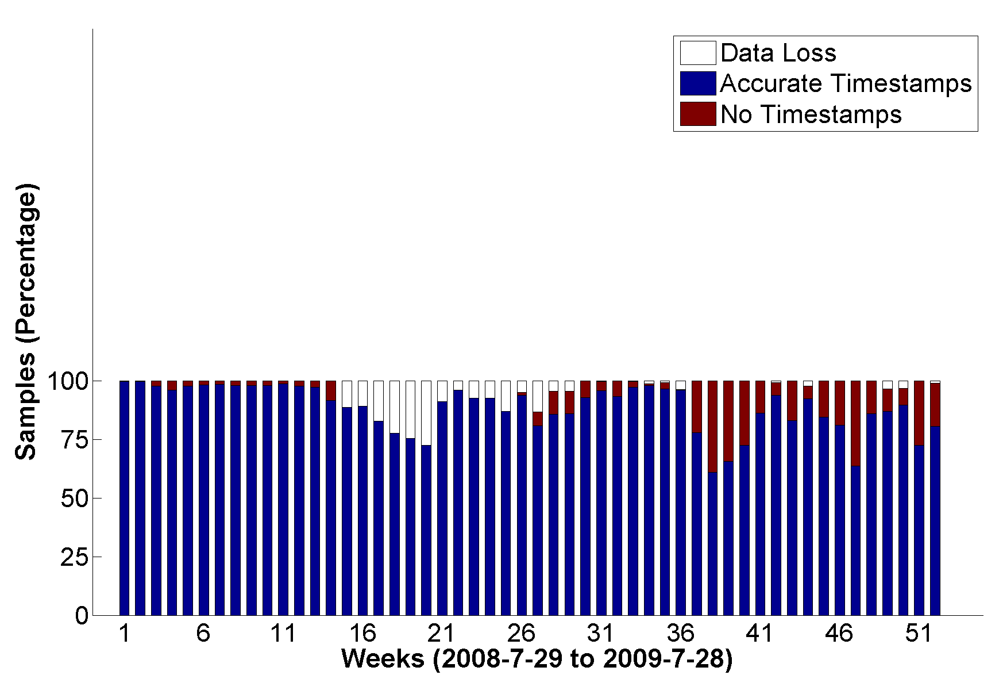 Data Loss
Accurate Timestamps
No Timestamps
Samples (Percentage)
100
75
50
25
0
1 6 11 16 21 26 31 36 41 46 51
Weeks (2008-7-29 to 2009-7-28)